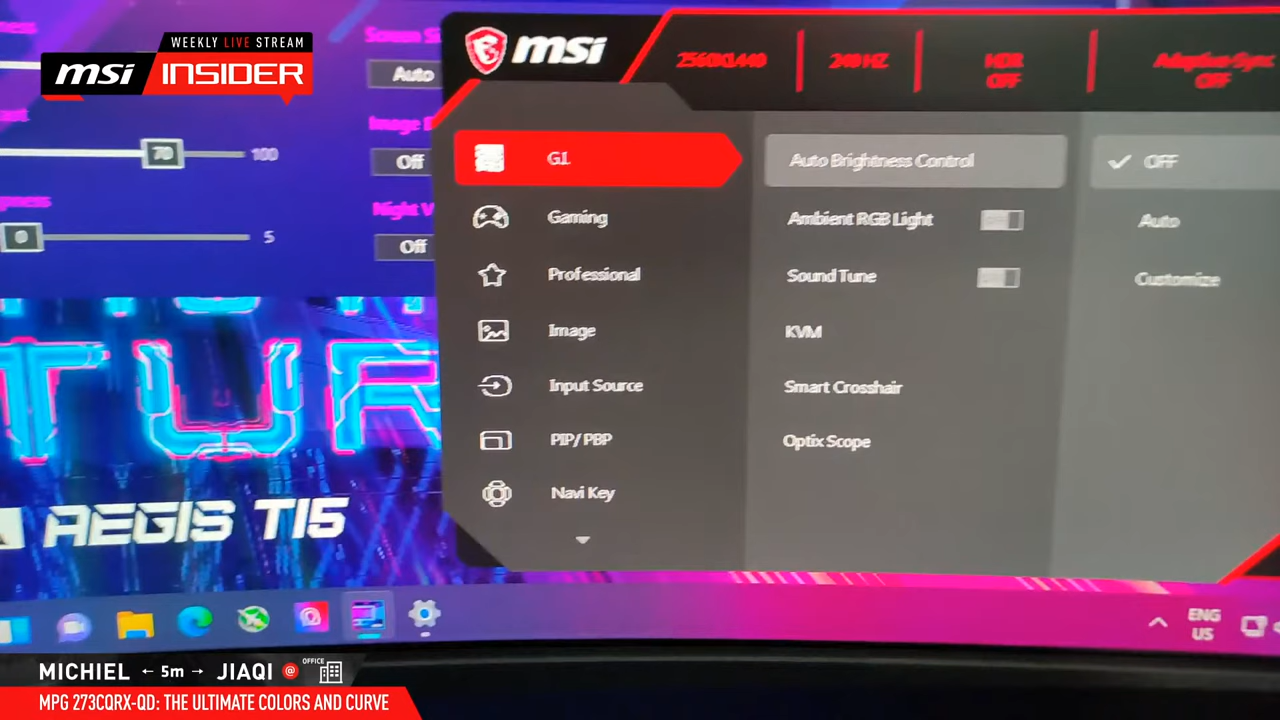 WEEKLY LIVE STREAM
msi INSIDER
Auto
70
100
Off
0
5
Off
AEGIS Ti5
msi
2560X1440
240 HZ
HDR
OFF
Adaptive-Sync
OFF
G.I.
Gaming
Professional
Image
Input Source
PIP/PBP
Navi Key
Auto Brightness Control
Ambient RGB Light
Sound Tune
KVM
Smart Crosshair
Optix Scope
OFF
Auto
Customize
ENG
US
MICHIEL ← 5m → JIAQI @ OFFICE
MPG 273CQRX-QD: THE ULTIMATE COLORS AND CURVE